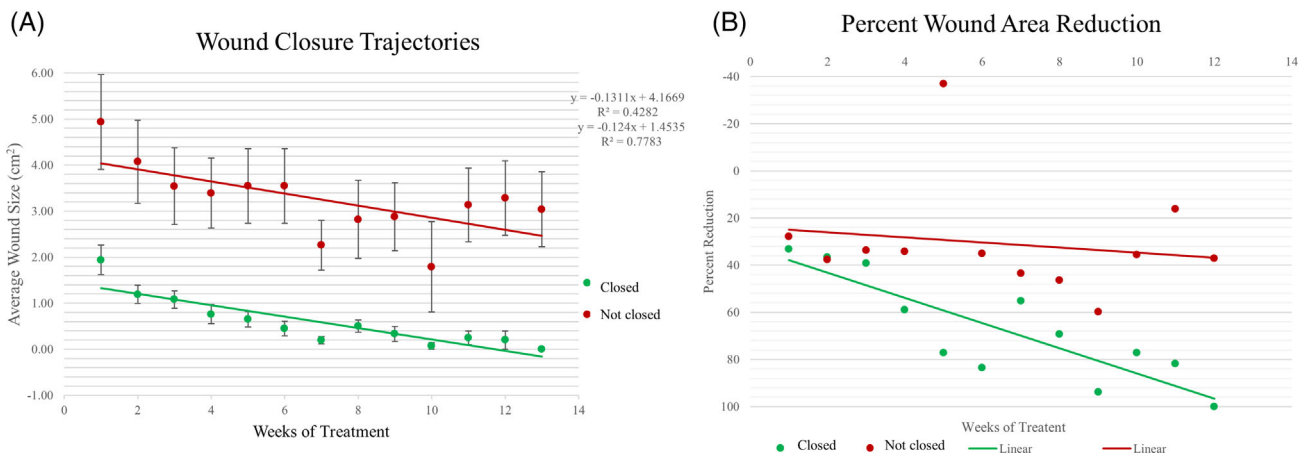 (A)
Wound Closure Trajectories
6.00
5.00
4.00
3.00
2.00
1.00
0.00
-1.00
Average Wound Size (cm²)
0 2 4 6 8 10 12 14
Weeks of Treatment
y = -0.1311x + 4.1669
R² = 0.4282
y = -0.124x + 1.4535
R² = 0.7783
Closed
Not closed
(B)
Percent Wound Area Reduction
0 2 4 6 8 10 12 14
-40
-20
0
20
40
60
80
100
Percent Reduction
Weeks of Treatent
Closed Not closed Linear Linear